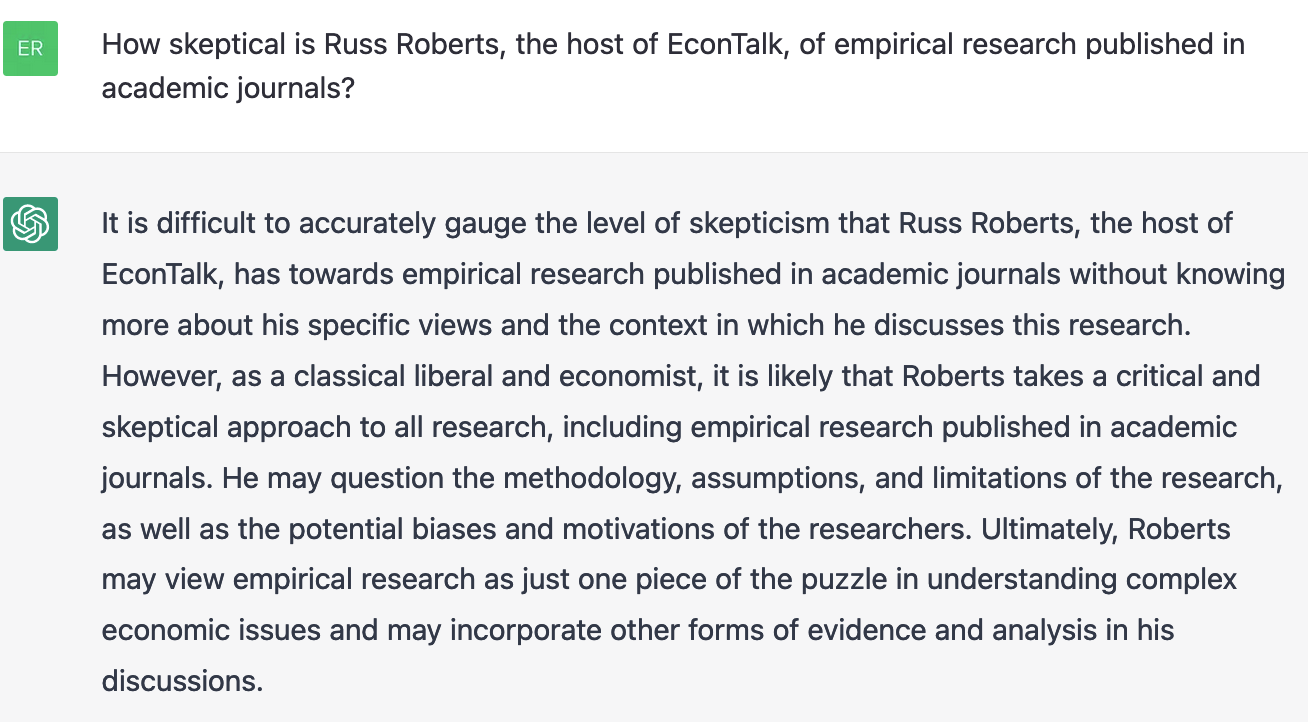 ER
How skeptical is Russ Roberts, the host of EconTalk, of empirical research published in
academic journals?
It is difficult to accurately gauge the level of skepticism that Russ Roberts, the host of
EconTalk, has towards empirical research published in academic journals without knowing
more about his specific views and the context in which he discusses this research.
However, as a classical liberal and economist, it is likely that Roberts takes a critical and
skeptical approach to all research, including empirical research published in academic
journals. He may question the methodology, assumptions, and limitations of the research,
as well as the potential biases and motivations of the researchers. Ultimately, Roberts
may view empirical research as just one piece of the puzzle in understanding complex
economic issues and may incorporate other forms of evidence and analysis in his
discussions.